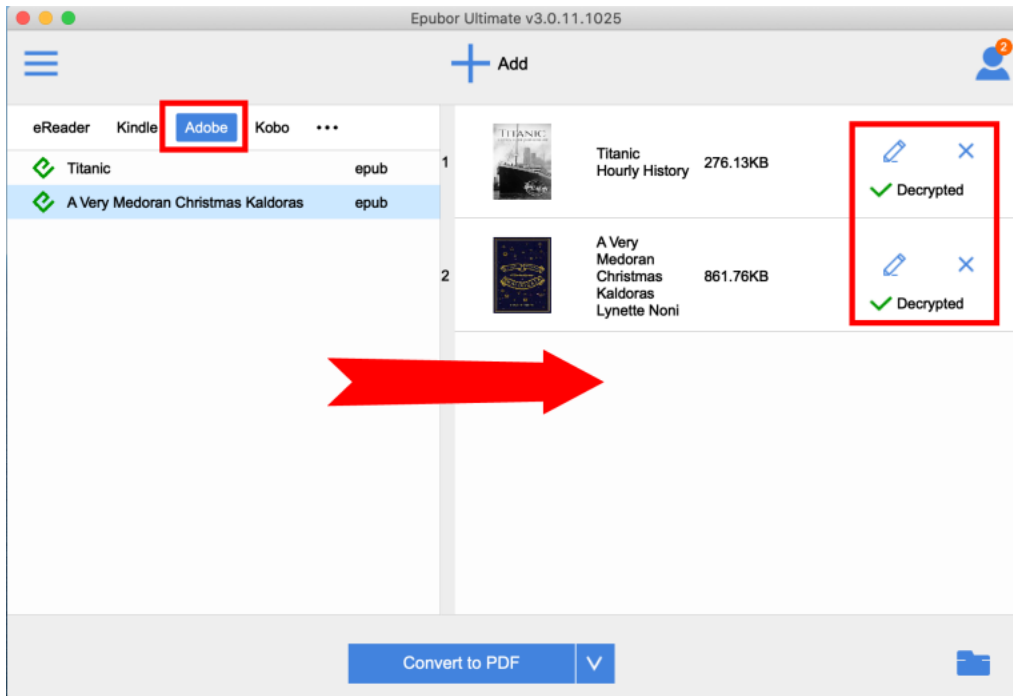 Epubor Ultimate v3.0.11.1025
Add
2
eReader Kindle Adobe Kobo •••
Titanic epub
A Very Medoran Christmas Kaldoras epub
1
TITANIC
Titanic
Hourly History
276.13KB
Decrypted
2
A Very
Medoran
Christmas
Kaldoras
Lynette Noni
861.76KB
Decrypted
Convert to PDF